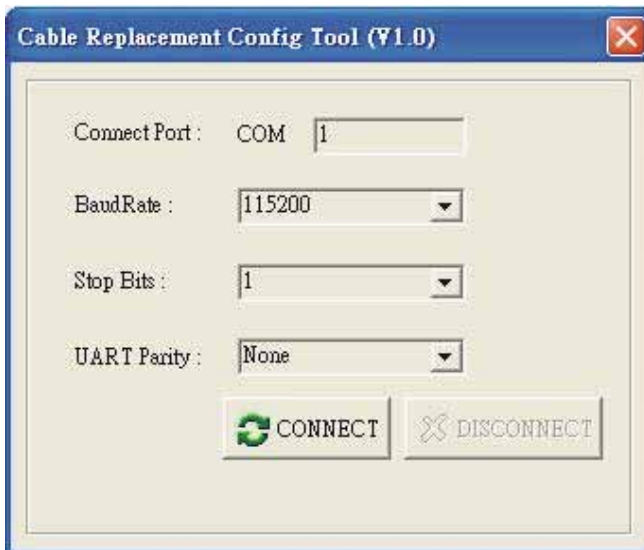 Cable Replacement Config Tool (V1.0)
Connect Port : COM 1
BaudRate : 115200
Stop Bits : 1
UART Parity : None
CONNECT DISCONNECT